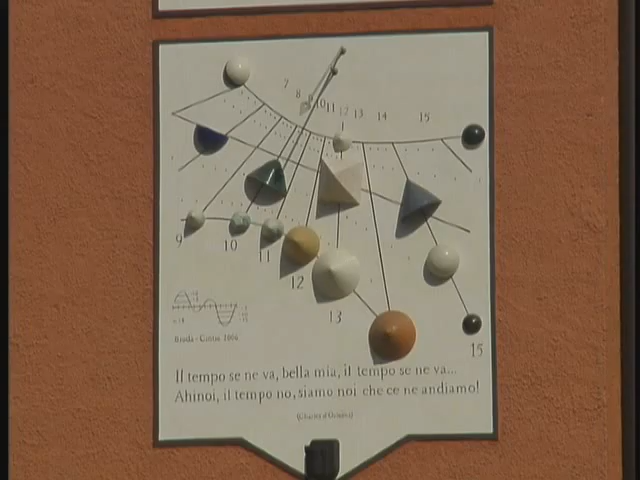 7 8 9 10 11 12 13 14 15
9 10 11 12 13 15
Il tempo se ne va, bella mia, il tempo se ne va...
Ahinoi, il tempo no, siamo noi che ce ne andiamo!